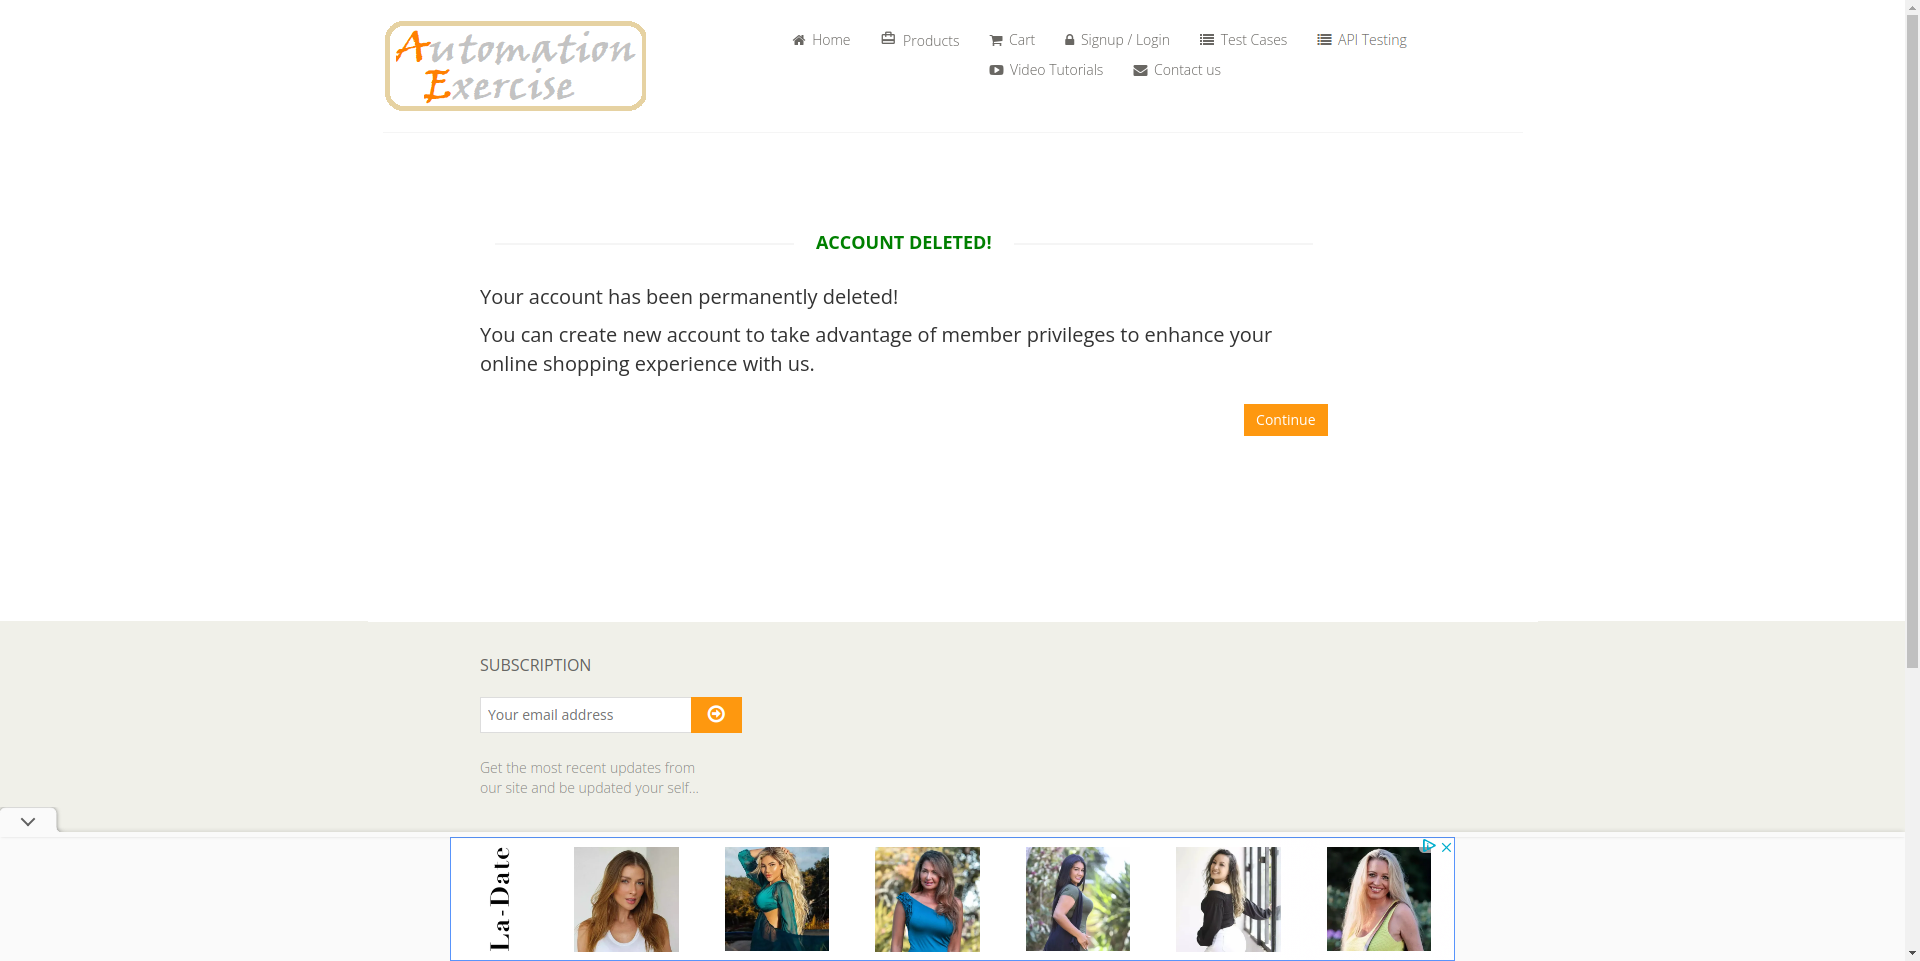 Automation
Exercise
Home
Products
Cart
Signup / Login
Test Cases
API Testing
Video Tutorials
Contact us
ACCOUNT DELETED!
Your account has been permanently deleted!
You can create new account to take advantage of member privileges to enhance your
online shopping experience with us.
Continue
SUBSCRIPTION
Your email address
Get the most recent updates from
our site and be updated your self...
La-Date